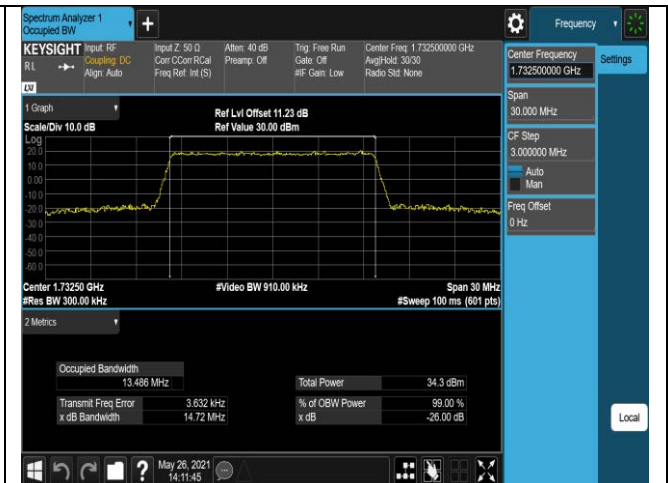 Spectrum Analyzer 1
Occupied BW
Frequency
KEYSIGHT
RL
LXI
Input: RF
Coupling: DC
Align: Auto
Input Z: 50 Ω
Corr CCorr RCal
Freq Ref: Int (S)
Atten: 40 dB
Preamp: Off
Trig: Free Run
Gate: Off
#IF Gain: Low
Center Freq: 1.732500000 GHz
Avg|Hold: 30/30
Radio Std: None
Center Frequency
1.732500000 GHz
Settings
Span
30.000 MHz
CF Step
3.000000 MHz
Auto
Man
Freq Offset
0 Hz
Local
1 Graph
Scale/Div 10.0 dB
Ref Lvl Offset 11.23 dB
Ref Value 30.00 dBm
Log
20.0
10.0
0.00
-10.0
-20.0
-30.0
-40.0
-50.0
-60.0
Center 1.73250 GHz
#Res BW 300.00 kHz
#Video BW 910.00 kHz
Span 30 MHz
#Sweep 100 ms (601 pts)
2 Metrics
Occupied Bandwidth
13.486 MHz
Total Power 34.3 dBm
Transmit Freq Error 3.632 kHz
% of OBW Power 99.00 %
x dB Bandwidth 14.72 MHz
x dB -26.00 dB
May 26, 2021
14:11:45